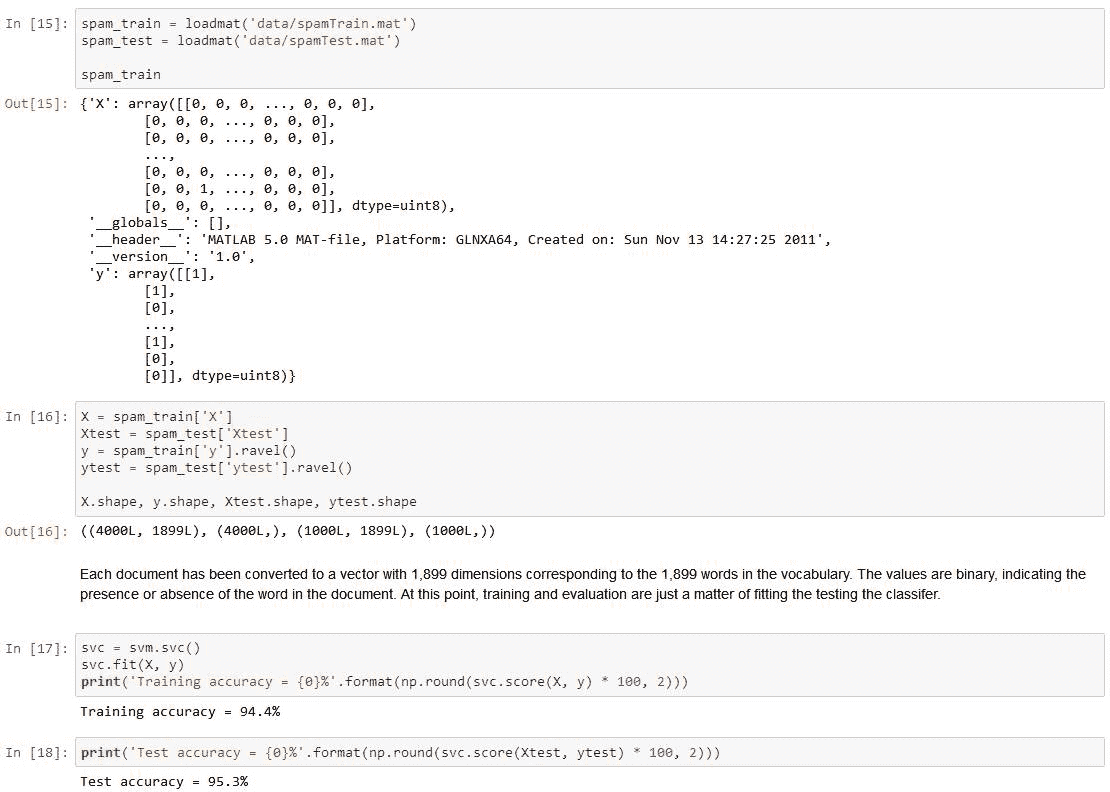 In [15]: spam_train = loadmat('data/spamTrain.mat')
spam_test = loadmat('data/spamTest.mat')
spam_train
Out[15]: {'X': array([[0, 0, 0, ..., 0, 0, 0],
[0, 0, 0, ..., 0, 0, 0],
[0, 0, 0, ..., 0, 0, 0],
...,
[0, 0, 0, ..., 0, 0, 0],
[0, 0, 1, ..., 0, 0, 0],
[0, 0, 0, ..., 0, 0, 0]], dtype=uint8),
'__globals__': [],
'__header__': 'MATLAB 5.0 MAT-file, Platform: GLNXA64, Created on: Sun Nov 13 14:27:25 2011',
'__version__': '1.0',
'y': array([[1],
[1],
[0],
...,
[1],
[0],
[0]], dtype=uint8)}
In [16]: X = spam_train['X']
Xtest = spam_test['Xtest']
y = spam_train['y'].ravel()
ytest = spam_test['ytest'].ravel()
X.shape, y.shape, Xtest.shape, ytest.shape
Out[16]: ((4000L, 1899L), (4000L,), (1000L, 1899L), (1000L,))
Each document has been converted to a vector with 1,899 dimensions corresponding to the 1,899 words in the vocabulary. The values are binary, indicating the
presence or absence of the word in the document. At this point, training and evaluation are just a matter of fitting the testing the classifer.
In [17]: svc = svm.svc()
svc.fit(X, y)
print('Training accuracy = {0}%'.format(np.round(svc.score(X, y) * 100, 2)))
Training accuracy = 94.4%
In [18]: print('Test accuracy = {0}%'.format(np.round(svc.score(Xtest, ytest) * 100, 2)))
Test accuracy = 95.3%